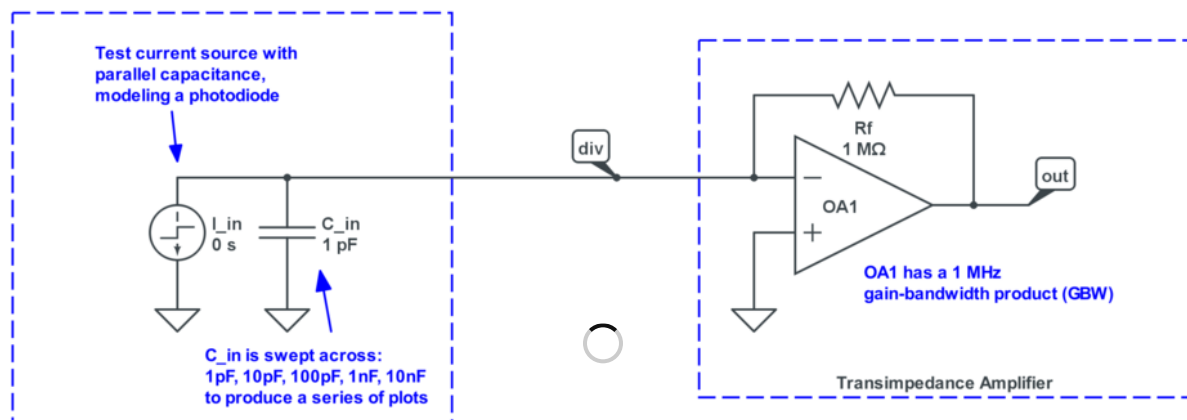 Test current source with
parallel capacitance,
modeling a photodiode
I_in
0 s
C_in
1 pF
C_in is swept across:
1pF, 10pF, 100pF, 1nF, 10nF
to produce a series of plots
div
Rf
1 MΩ
−
+
OA1
out
OA1 has a 1 MHz
gain-bandwidth product (GBW)
Transimpedance Amplifier